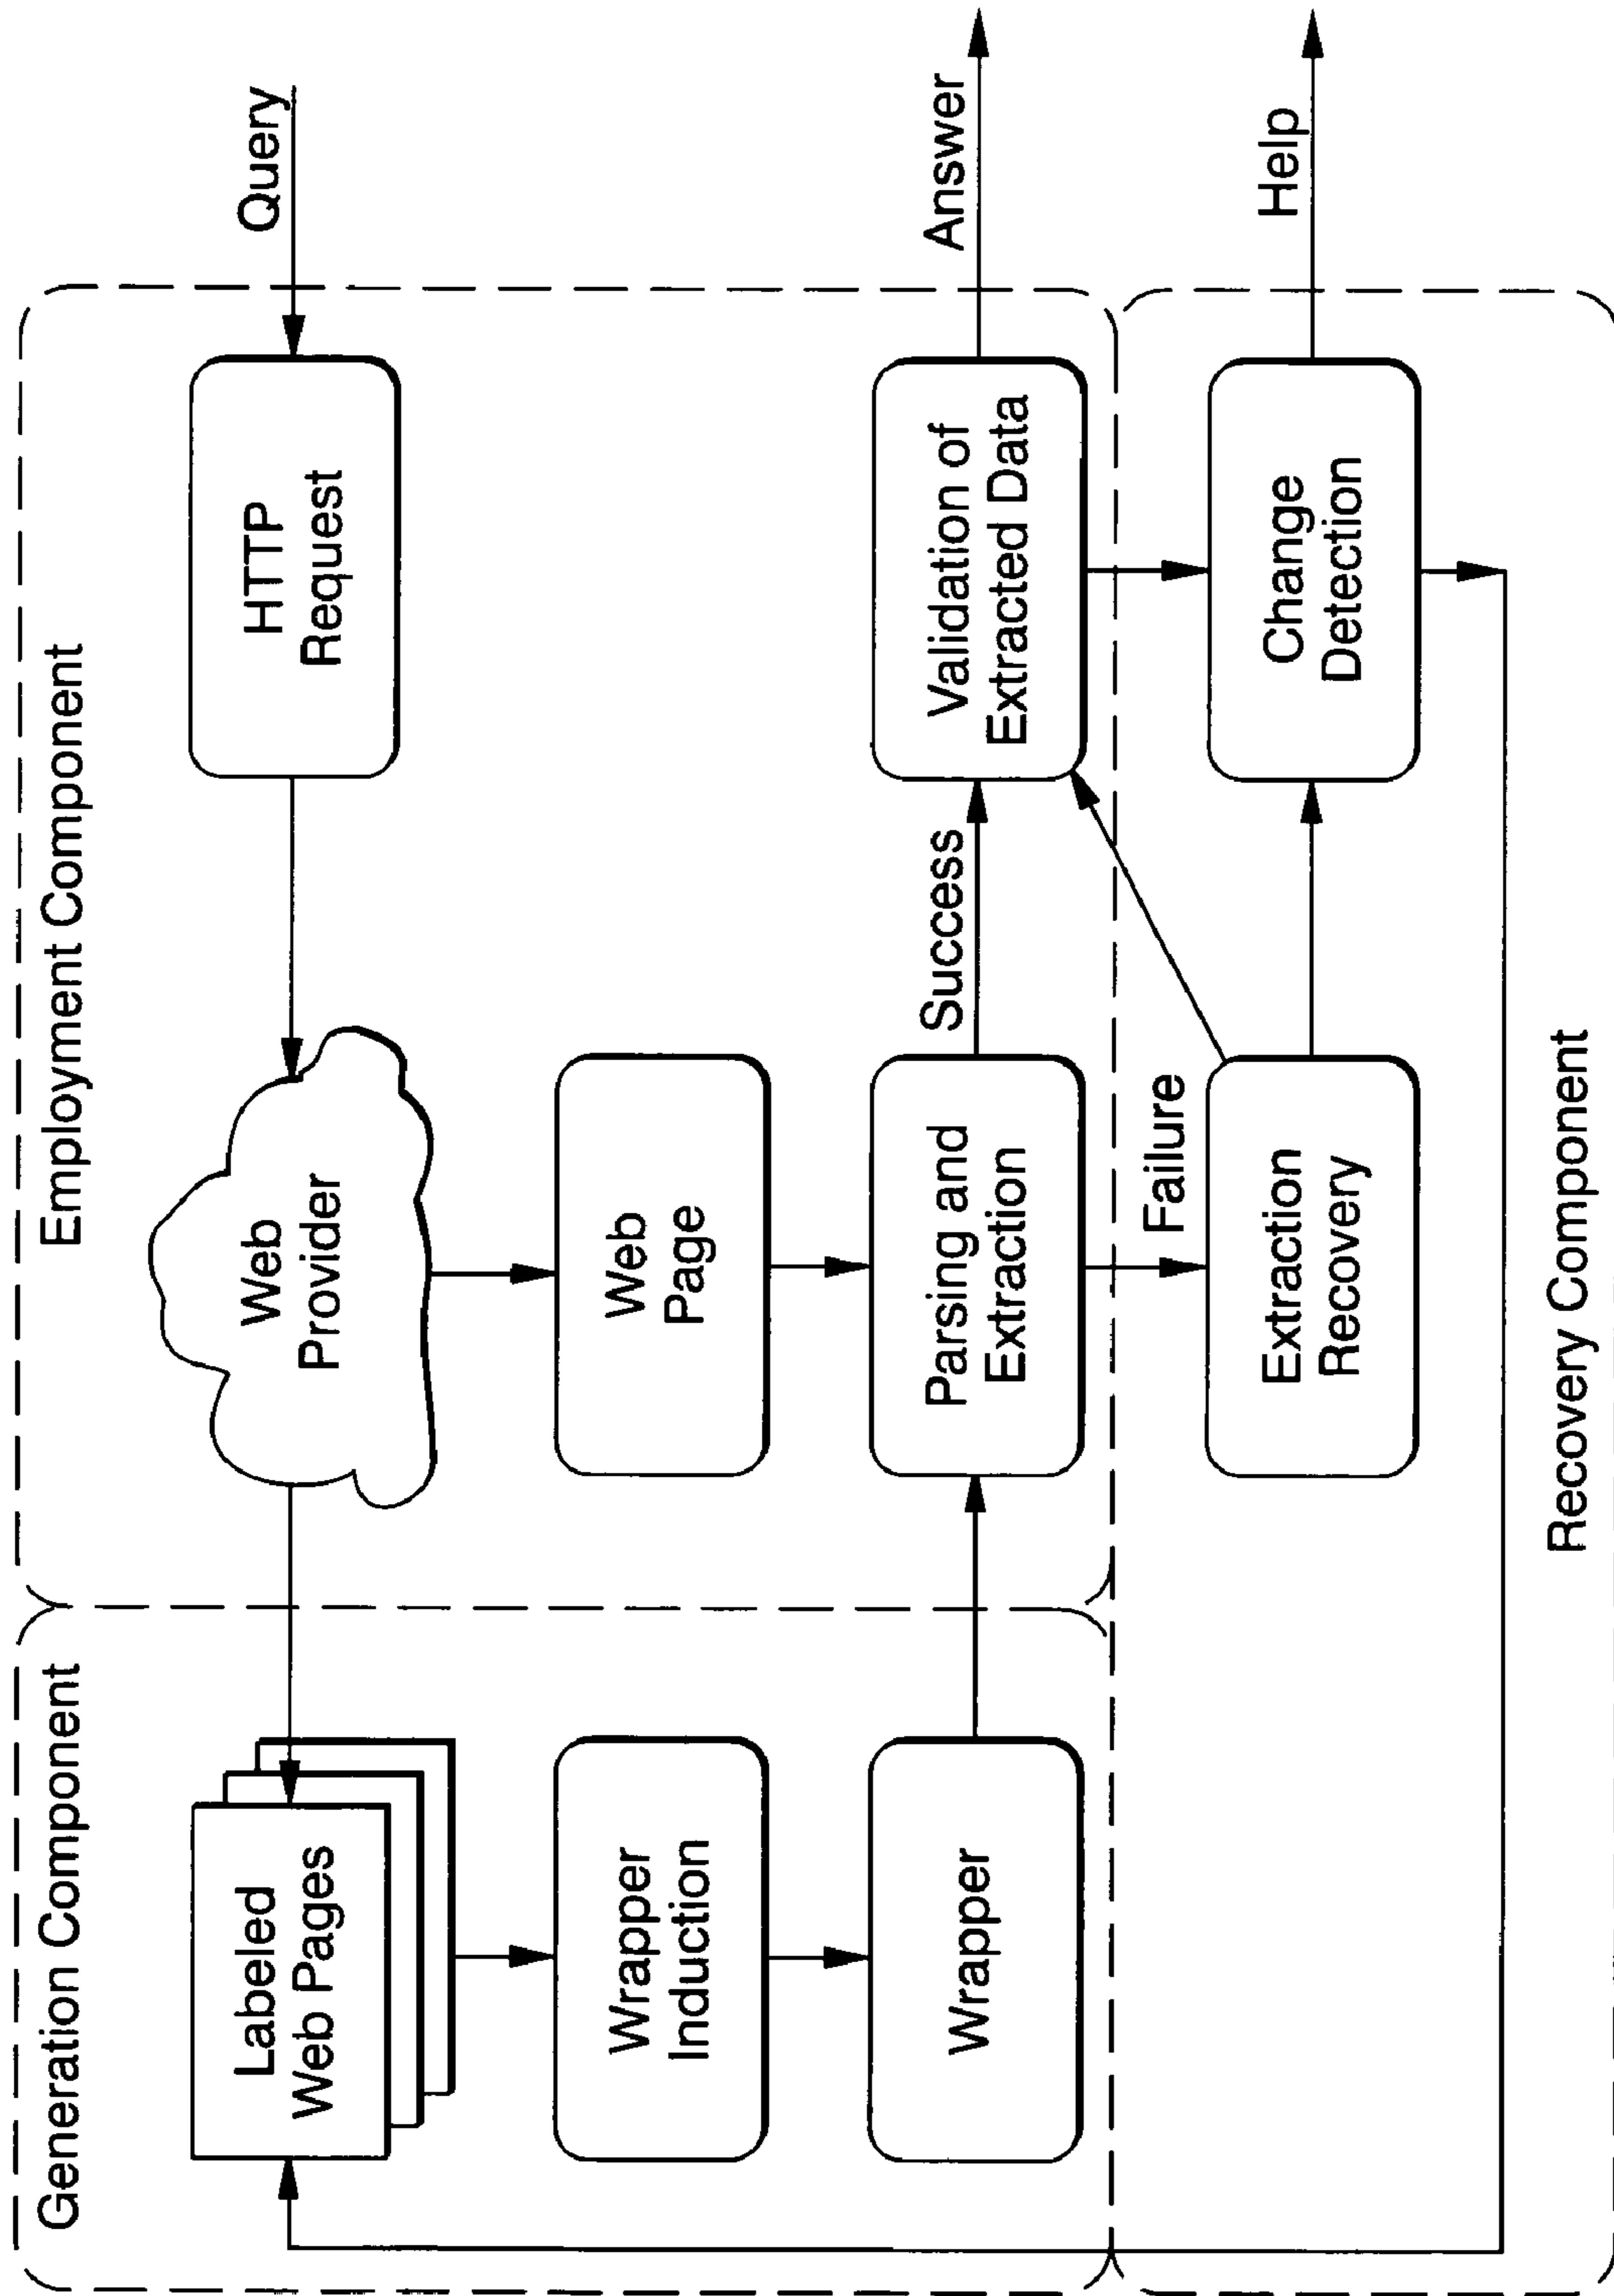 Generation Component
Employment Component
Labeled
Web Pages
Web
Provider
HTTP
Request
Query
Wrapper
Induction
Web
Page
Wrapper
Parsing and
Extraction
Success
Validation of
Extracted Data
Answer
Failure
Extraction
Recovery
Change
Detection
Help
Recovery Component